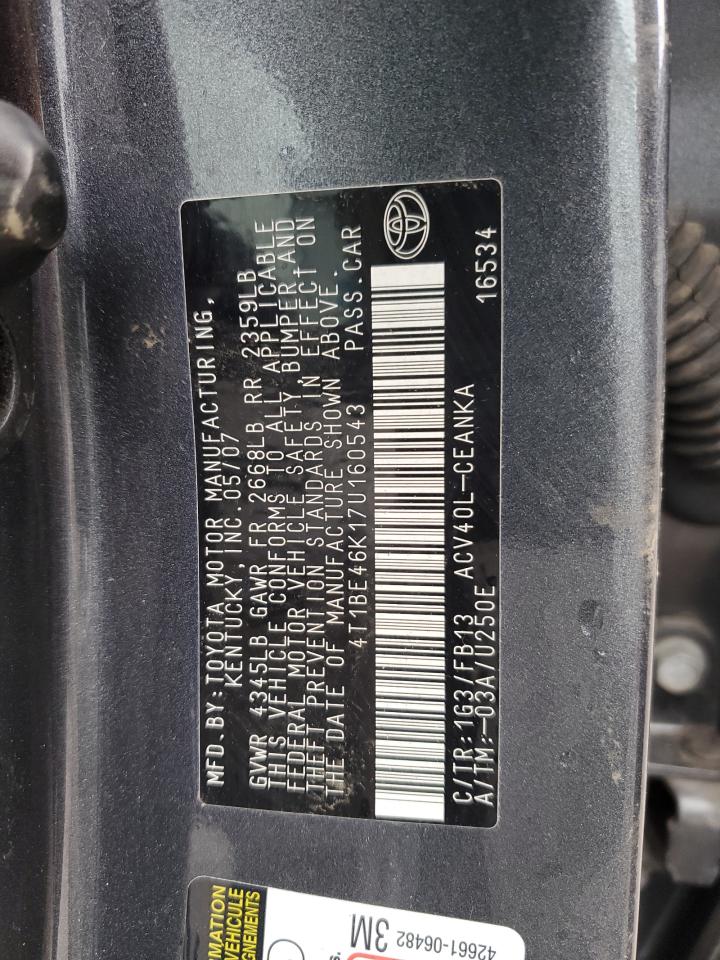 MFD.BY:TOYOTA MOTOR MANUFACTURING,
KENTUCKY,INC.05/07
GVWR 4345LB GAWR FR 2668LB RR 2359LB
THIS VEHICLE CONFORMS TO ALL APPLICABLE
FEDERAL MOTOR VEHICLE SAFETY,BUMPER AND
THEFT PREVENTION STANDARDS IN EFFECT ON
THE DATE OF MANUFACTURE SHOWN ABOVE.
4T1BE46K17U160543 PASS.CAR
C/TR:1G3/FB13 ACV40L-CEANKA
A/TM:-03A/U250E 16534
42661-06482
3M